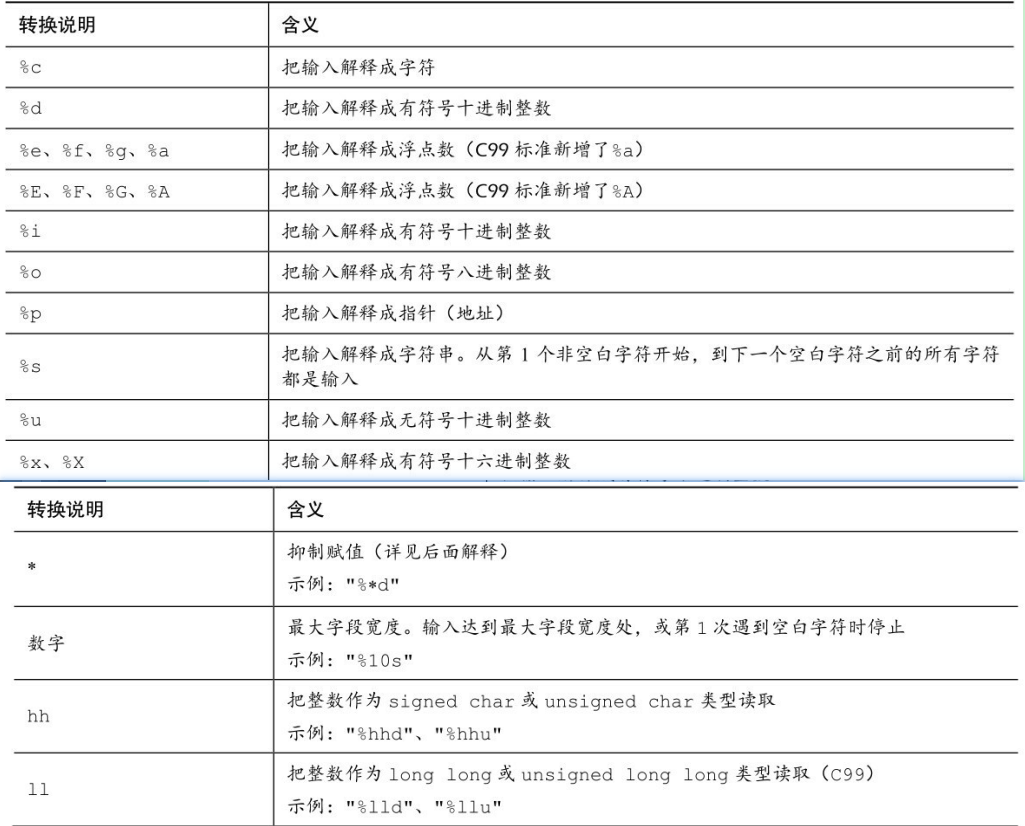 转换说明 含义
%c 把输入解释成字符
%d 把输入解释成有符号十进制整数
%e、%f、%g、%a 把输入解释成浮点数（C99 标准新增了%a）
%E、%F、%G、%A 把输入解释成浮点数（C99 标准新增了%A）
%i 把输入解释成有符号十进制整数
%o 把输入解释成有符号八进制整数
%p 把输入解释成指针（地址）
%s 把输入解释成字符串。从第 1 个非空白字符开始，到下一个空白字符之前的所有字符
都是输入
%u 把输入解释成无符号十进制整数
%x、%X 把输入解释成有符号十六进制整数
转换说明 含义
* 抑制赋值（详见后面解释）
示例："%*d"
数字 最大字段宽度。输入达到最大字段宽度处，或第 1 次遇到空白字符时停止
示例："%10s"
hh 把整数作为 signed char 或 unsigned char 类型读取
示例："%hhd"、"%hhu"
ll 把整数作为 long long 或 unsigned long long 类型读取（C99）
示例："%lld"、"%llu"